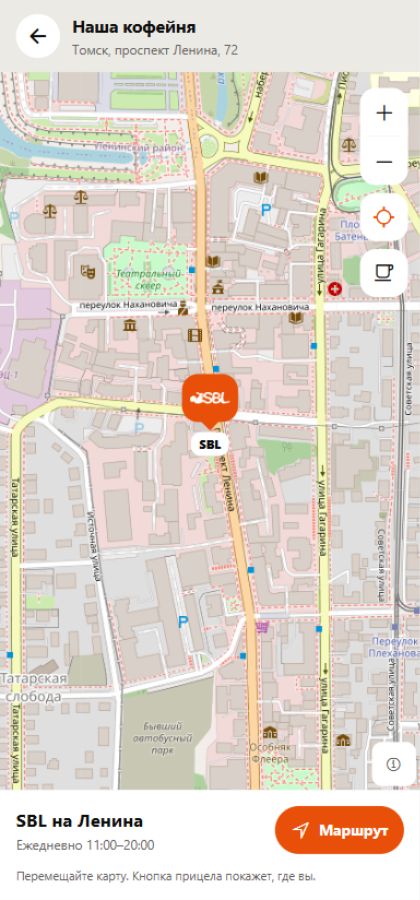 Наша кофейня
Томск, проспект Ленина, 72
Ленинский район
улица Гагарина
Театральный
сквер
переулок Нахановича
переулок Нахановича
SBL
SBL
Татарская улица
Источная улица
улица Гагарина
Советская улица
Советская улица
P
P
P
Татарская
слобода
Татарская улица
Бывший
автобусный
парк
Особняк
Флеера
улица Гагарина
Советская улица
Переулок
Плеханова
SBL на Ленина
Ежедневно 11:00–20:00
Маршрут
Перемещайте карту. Кнопка прицела покажет, где вы.